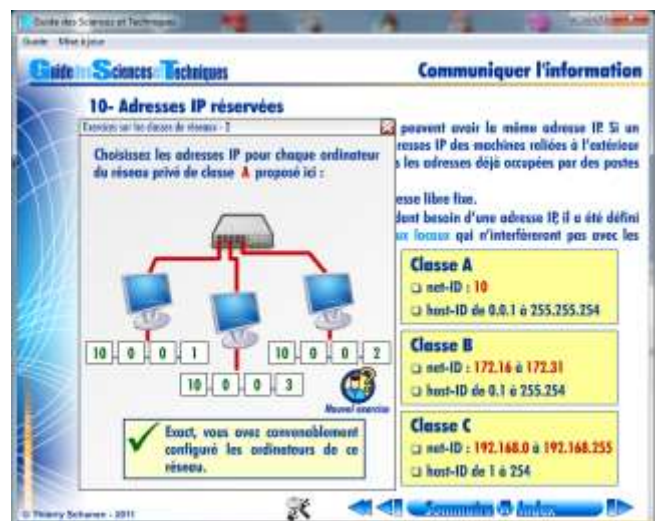 Guide des Sciences et Techniques
Guide Mise à jour
Guide des Sciences et Techniques
Communiquer l'information
10- Adresses IP réservées
Exercices sur les classes de réseaux - 2
Choisissez les adresses IP pour chaque ordinateur
du réseau privé de classe A proposé ici :
10 . 0 . 0 . 1
10 . 0 . 0 . 2
10 . 0 . 0 . 3
Nouvel exercice
Exact, vous avez convenablement
configuré les ordinateurs de ce
réseau.
peuvent avoir la même adresse IP. Si un
resses IP des machines reliées à l'extérieur
s les adresses déjà occupées par des postes
esse libre fixe.
dant besoin d'une adresse IP, il a été défini
ux locaux qui n'interféreront pas avec les
Classe A
net-ID : 10
host-ID de 0.0.1 à 255.255.254
Classe B
net-ID : 172.16 à 172.31
host-ID de 0.1 à 255.254
Classe C
net-ID : 192.168.0 à 192.168.255
host-ID de 1 à 254
© Thierry Schanen - 2011
Sommaire Index